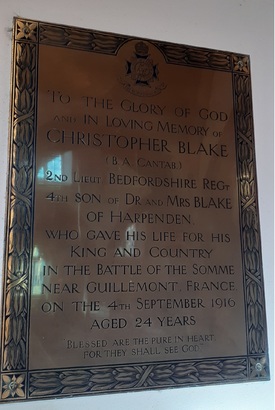 TO THE GLORY OF GOD
AND IN LOVING MEMORY OF
CHRISTOPHER BLAKE
(B.A. CANTAB.)
2ND LIEUT. BEDFORDSHIRE REGT
4TH SON OF DR AND MRS BLAKE
OF HARPENDEN
WHO GAVE HIS LIFE FOR HIS
KING AND COUNTRY
IN THE BATTLE OF THE SOMME
NEAR GUILLEMONT, FRANCE
ON THE 4TH SEPTEMBER 1916
AGED 24 YEARS
"BLESSED ARE THE PURE IN HEART,
FOR THEY SHALL SEE GOD"